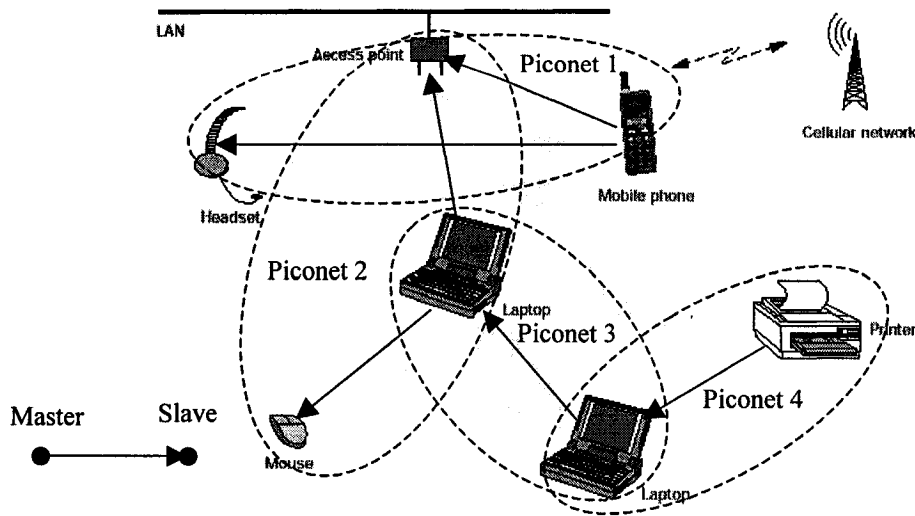 LAN
Access point
Piconet 1
Cellular network
Mobile phone
Headset
Piconet 2
Laptop
Piconet 3
Printer
Piconet 4
Master
Slave
Mouse
Laptop